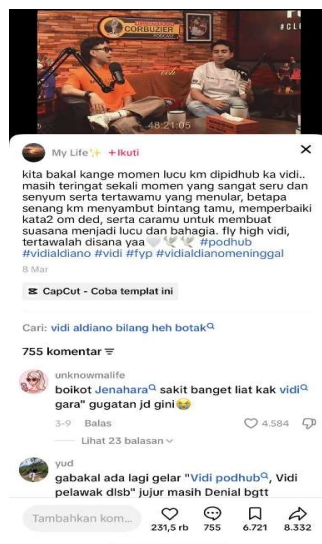 CORBUZIER
PODCAST
#CL
48:21:05
My Life✨ +Ikuti
kita bakal kange momen lucu km dipidhub ka vidi..
masih teringat sekali momen yang sangat seru dan
senyum serta tertawamu yang menular, betapa
senang km menyambut bintang tamu, memperbaiki
kata2 om ded, serta caramu untuk membuat
suasana menjadi lucu dan bahagia. fly high vidi,
tertawalah disana yaa🤍🕊️🕊️ #podhub
#vidialdiano #vidi #fyp #vidialdianomeninggal
8 Mar
CapCut - Coba templat ini
Cari: vidi aldiano bilang heh botak
755 komentar
unknowmalife
boikot Jenahara sakit banget liat kak vidi
gara" gugatan jd gini😭
3-9 Balas 4.584
Lihat 23 balasan
yud
gabakal ada lagi gelar "Vidi podhub, Vidi
pelawak dlsb" jujur masih Denial bgtt
Tambahkan kom...
231,5 rb 755 6.721 8.332